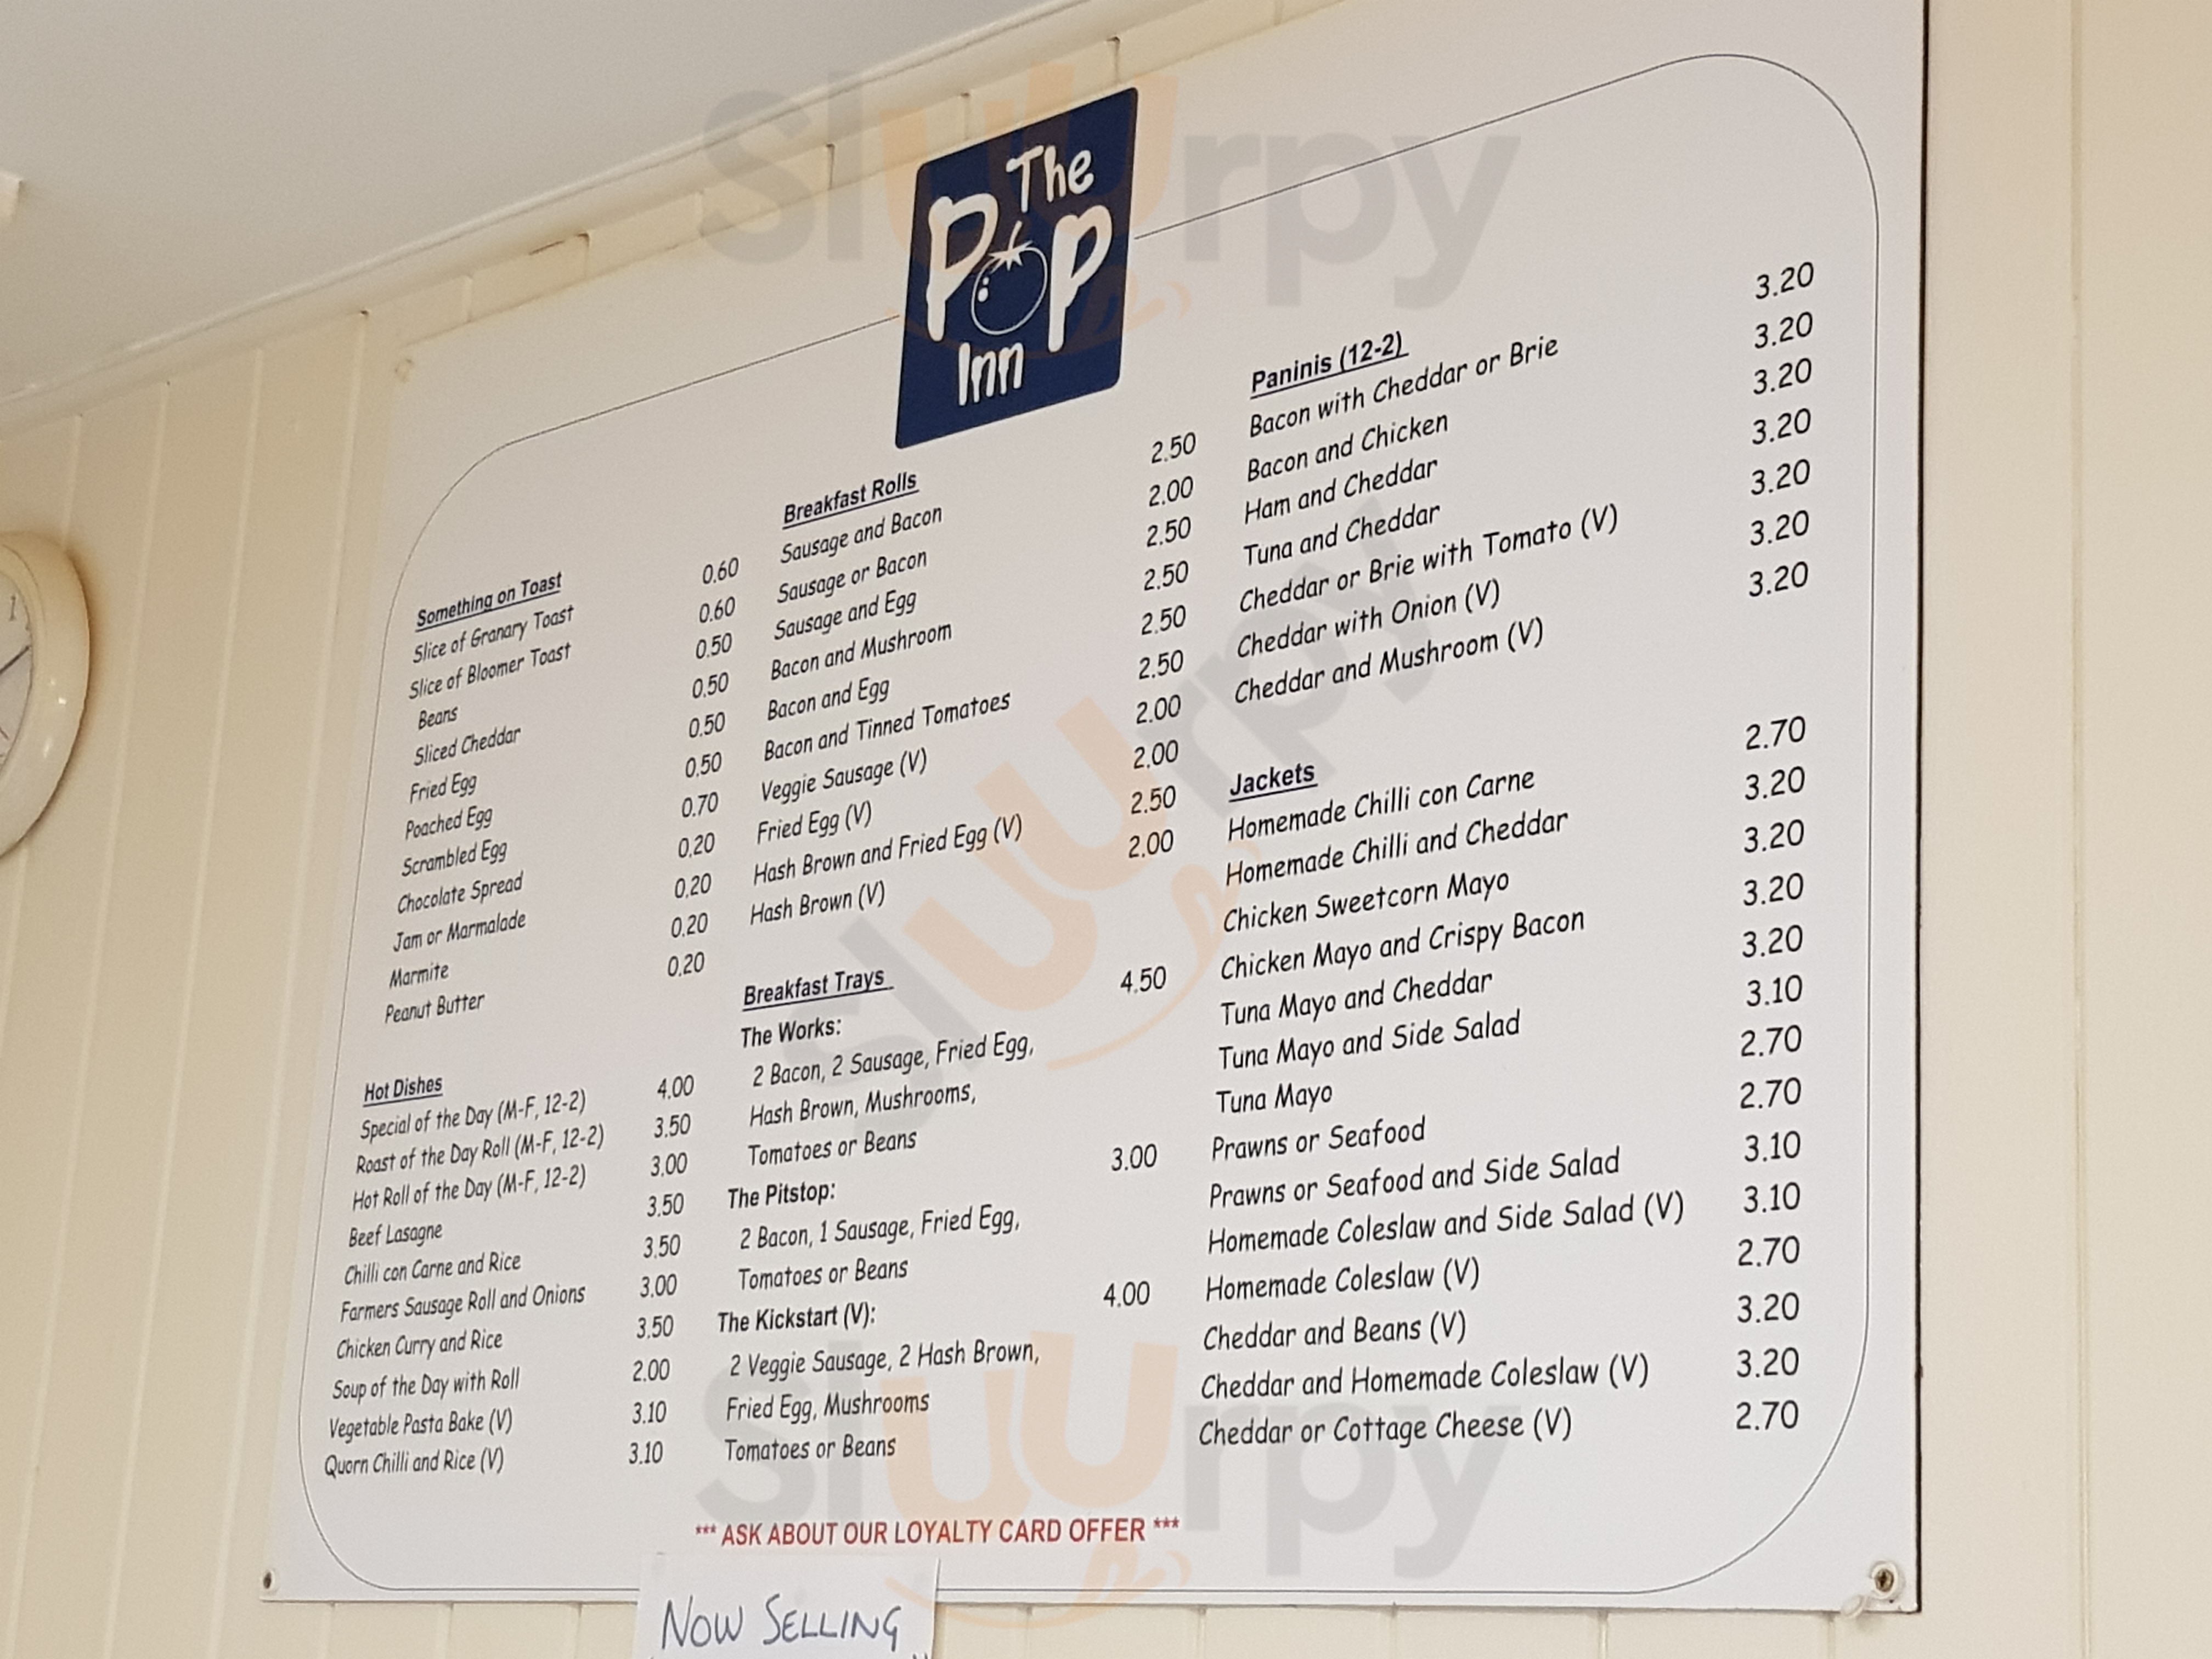 The
Pop
Inn
Something on Toast
Slice of Granary Toast 0.60
Slice of Bloomer Toast 0.60
Beans 0.50
Sliced Cheddar 0.50
Fried Egg 0.50
Poached Egg 0.50
Scrambled Egg 0.70
Chocolate Spread 0.20
Jam or Marmalade 0.20
Marmite 0.20
Peanut Butter 0.20
Hot Dishes
Special of the Day (M-F, 12-2) 4.00
Roast of the Day Roll (M-F, 12-2) 3.50
Hot Roll of the Day (M-F, 12-2) 3.00
Beef Lasagne 3.50
Chilli con Carne and Rice 3.50
Farmers Sausage Roll and Onions 3.00
Chicken Curry and Rice 3.50
Soup of the Day with Roll 2.00
Vegetable Pasta Bake (V) 3.10
Quorn Chilli and Rice (V) 3.10
Breakfast Rolls
Sausage and Bacon 2.50
Sausage or Bacon 2.00
Sausage and Egg 2.50
Bacon and Mushroom 2.50
Bacon and Egg 2.50
Bacon and Tinned Tomatoes 2.50
Veggie Sausage (V) 2.00
Fried Egg (V) 2.00
Hash Brown and Fried Egg (V) 2.50
Hash Brown (V) 2.00
Breakfast Trays
The Works: 4.50
2 Bacon, 2 Sausage, Fried Egg,
Hash Brown, Mushrooms,
Tomatoes or Beans
The Pitstop: 3.00
2 Bacon, 1 Sausage, Fried Egg,
Tomatoes or Beans
The Kickstart (V): 4.00
2 Veggie Sausage, 2 Hash Brown,
Fried Egg, Mushrooms
Tomatoes or Beans
Paninis (12-2)
Bacon with Cheddar or Brie 3.20
Bacon and Chicken 3.20
Ham and Cheddar 3.20
Tuna and Cheddar 3.20
Cheddar or Brie with Tomato (V) 3.20
Cheddar with Onion (V) 3.20
Cheddar and Mushroom (V) 3.20
Jackets
Homemade Chilli con Carne 2.70
Homemade Chilli and Cheddar 3.20
Chicken Sweetcorn Mayo 3.20
Chicken Mayo and Crispy Bacon 3.20
Tuna Mayo and Cheddar 3.20
Tuna Mayo and Side Salad 3.10
Tuna Mayo 2.70
Prawns or Seafood 2.70
Prawns or Seafood and Side Salad 3.10
Homemade Coleslaw and Side Salad (V) 3.10
Homemade Coleslaw (V) 2.70
Cheddar and Beans (V) 3.20
Cheddar and Homemade Coleslaw (V) 3.20
Cheddar or Cottage Cheese (V) 2.70
*** ASK ABOUT OUR LOYALTY CARD OFFER ***
NOW SELLING
1
sluurpy
sluurpy
sluurpy